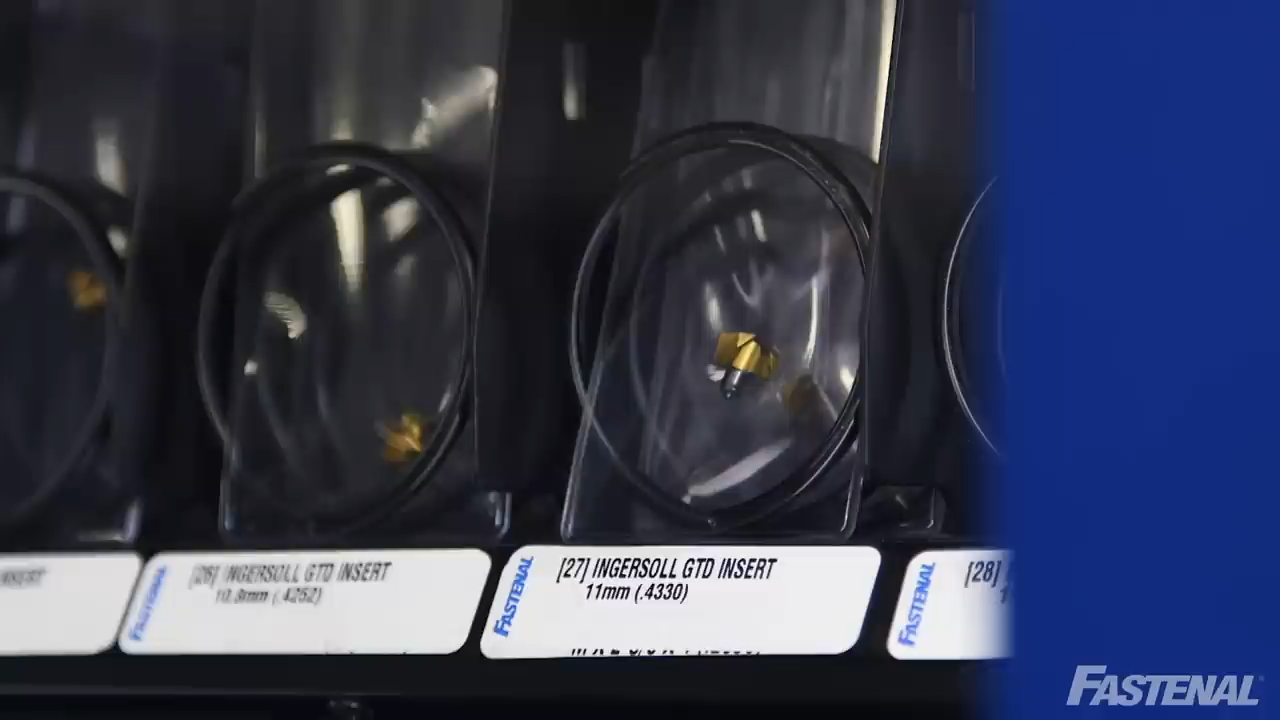 INSERT
FASTENAL
[26] INGERSOLL GTD INSERT
10.8mm (.4252)
FASTENAL
[27] INGERSOLL GTD INSERT
11mm (.4330)
FASTENAL
[28]
FASTENAL